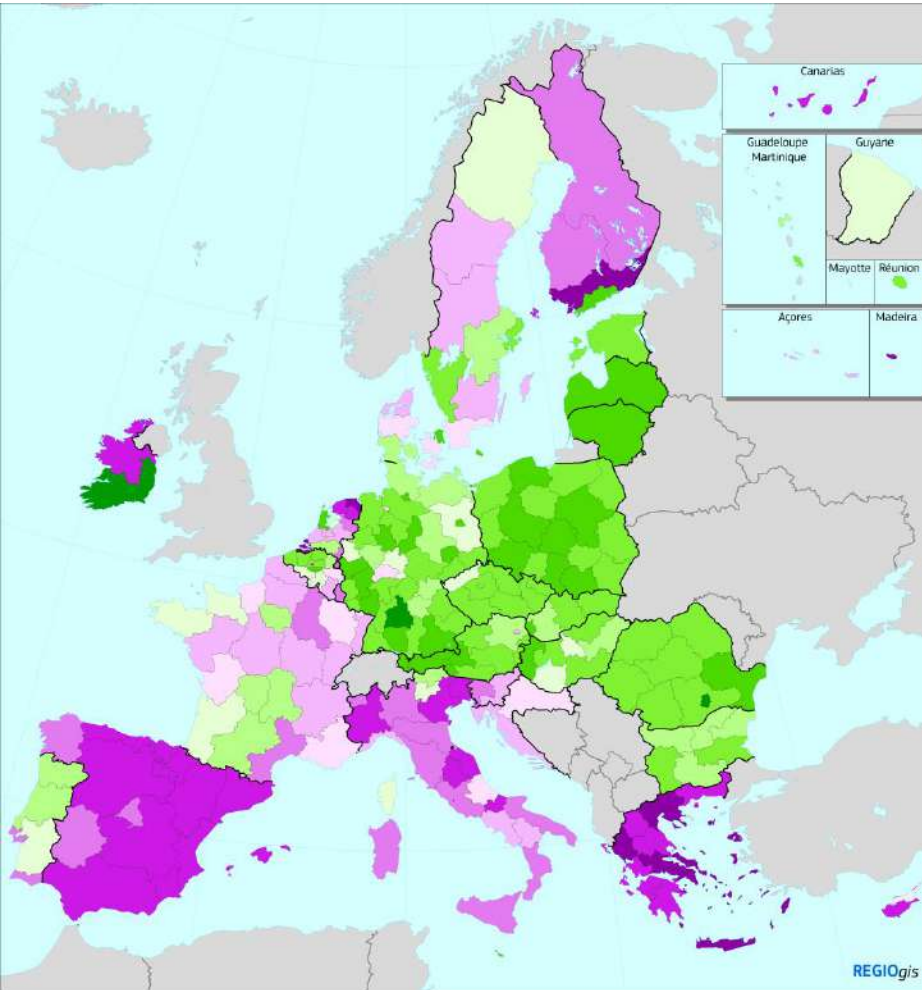 Canarias
Guadeloupe
Martinique
Guyane
Mayotte
Réunion
Açores
Madeira
REGIOgis